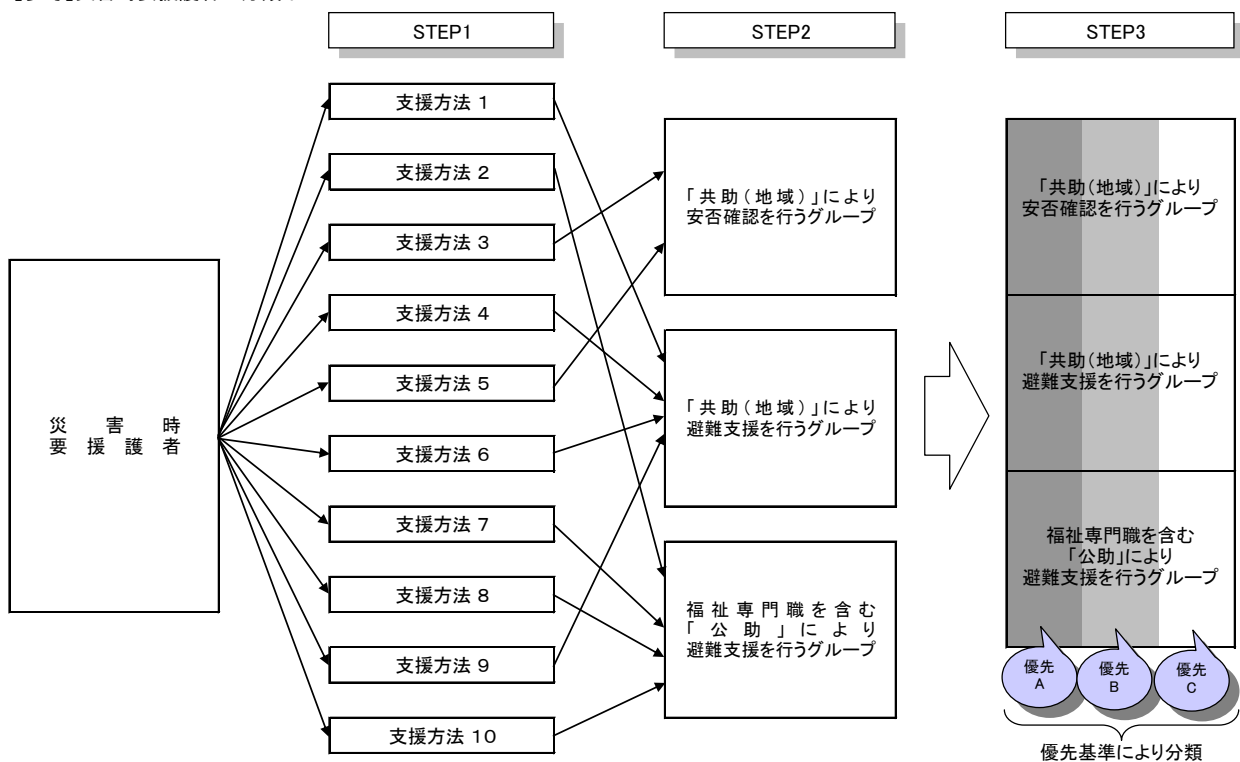 STEP1
STEP2
STEP3
災害時
要援護者
支援方法 1
支援方法 2
支援方法 3
支援方法 4
支援方法 5
支援方法 6
支援方法 7
支援方法 8
支援方法 9
支援方法 10
「共助(地域)」により
安否確認を行うグループ
「共助(地域)」により
避難支援を行うグループ
福祉専門職を含む
「公助」により
避難支援を行うグループ
「共助(地域)」により
安否確認を行うグループ
「共助(地域)」により
避難支援を行うグループ
福祉専門職を含む
「公助」により
避難支援を行うグループ
優先
A
優先
B
優先
C
優先基準により分類